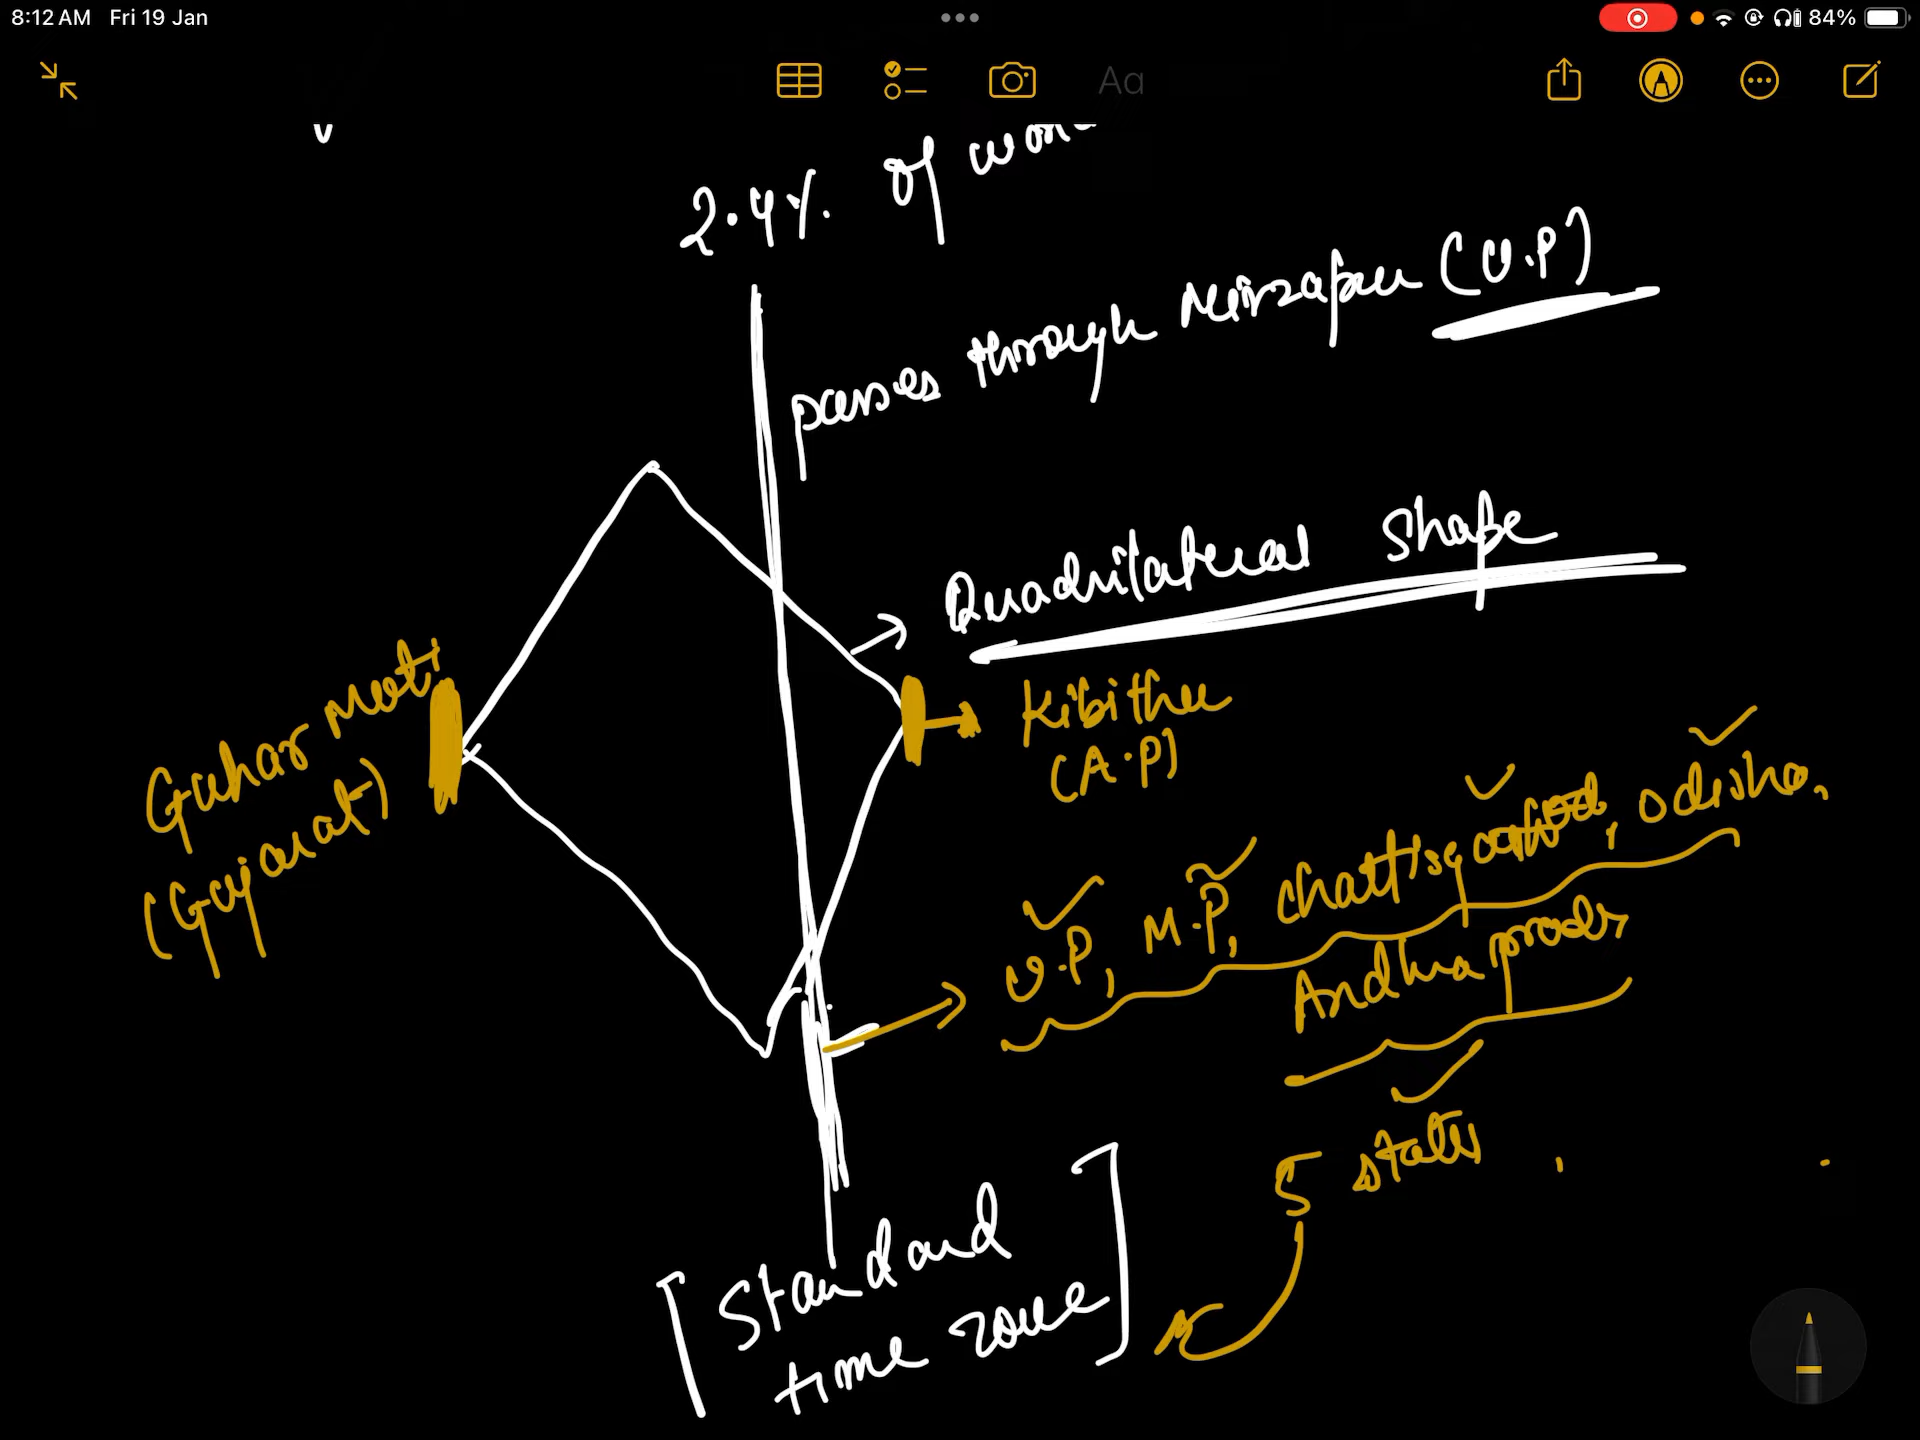 8:12 AM Fri 19 Jan
84%
Aa
2.4% of
passes through Mirzapur (U.P)
Quadrilateral Shape
Guhar Moti
(Gujarat)
Kibithu
(A.P)
U.P, M.P, Chattisgarh, Odisha,
Andhra
5 states
[Standard
time zone]